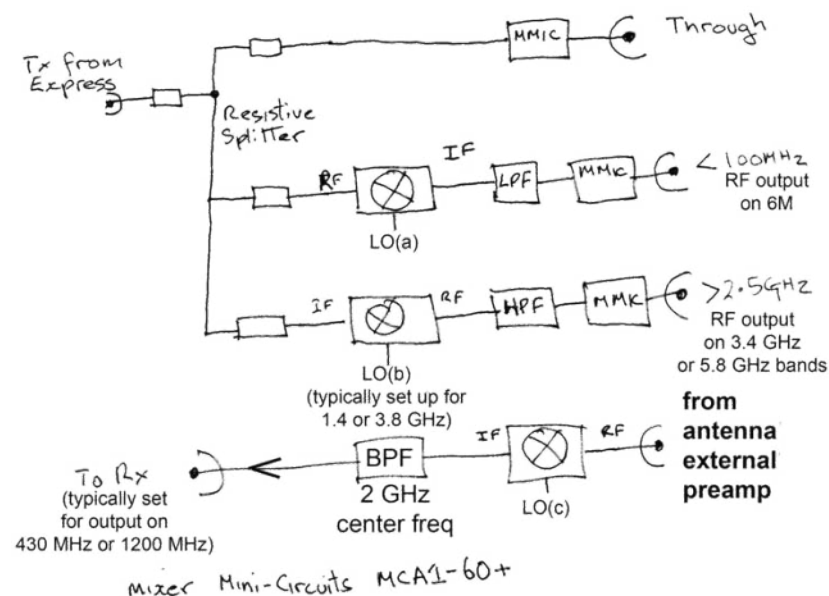 MMIC
Through
Tx from
Express
Resistive
Splitter
RF
IF
LPF
MMIC
< 100MHz
RF output
on 6M
LO(a)
IF
RF
HPF
MMIC
>2.5GHz
RF output
on 3.4 GHz
or 5.8 GHz bands
LO(b)
(typically set up for
1.4 or 3.8 GHz)
from
antenna
external
preamp
IF
RF
BPF
2 GHz
center freq
LO(c)
To Rx
(typically set
for output on
430 MHz or 1200 MHz)
Mixer Mini-Circuits MCA1-60+